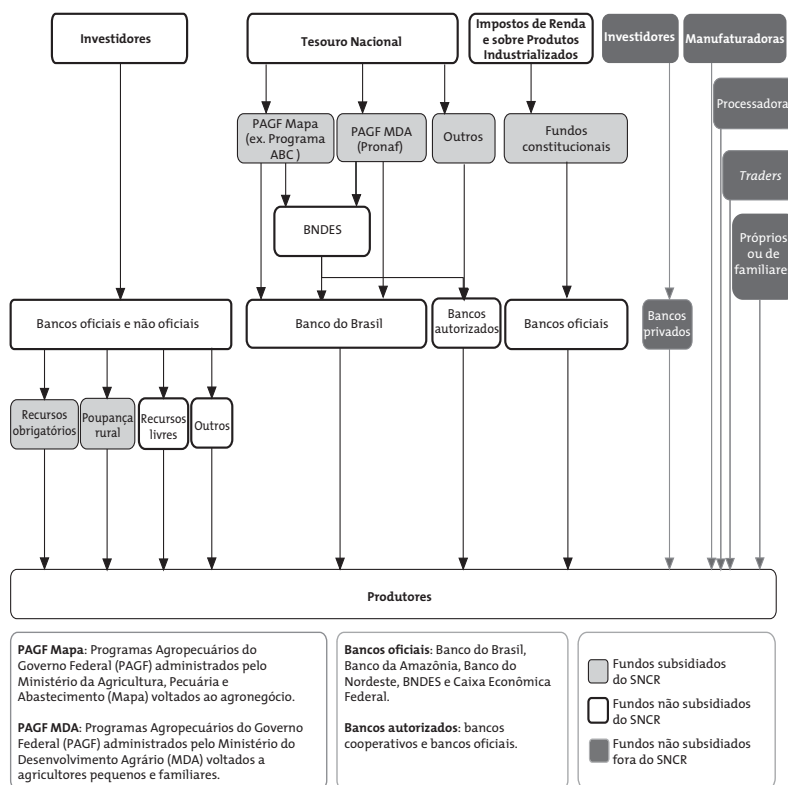 Investidores
Tesouro Nacional
Impostos de Renda
e sobre Produtos
Industrializados
Investidores
Manufaturadoras
Processadora
Traders
Próprios
ou de
familiare
PAGF Mapa
(ex. Programa
ABC )
PAGF MDA
(Pronaf)
Outros
Fundos
constitucionais
BNDES
Bancos oficiais e não oficiais
Banco do Brasil
Bancos
autorizados
Bancos oficiais
Bancos
privados
Recursos
obrigatórios
Poupança
rural
Recursos
livres
Outros
Produtores
PAGF Mapa: Programas Agropecuários do
Governo Federal (PAGF) administrados pelo
Ministério da Agricultura, Pecuária e
Abastecimento (Mapa) voltados ao agronegócio.
PAGF MDA: Programas Agropecuários do Governo
Federal (PAGF) administrados pelo Ministério do
Desenvolvimento Agrário (MDA) voltados a
agricultores pequenos e familiares.
Bancos oficiais: Banco do Brasil,
Banco da Amazônia, Banco do
Nordeste, BNDES e Caixa Econômica
Federal.
Bancos autorizados: bancos
cooperativos e bancos oficiais.
Fundos subsidiados
do SNCR
Fundos não subsidiados
do SNCR
Fundos não subsidiados
fora do SNCR